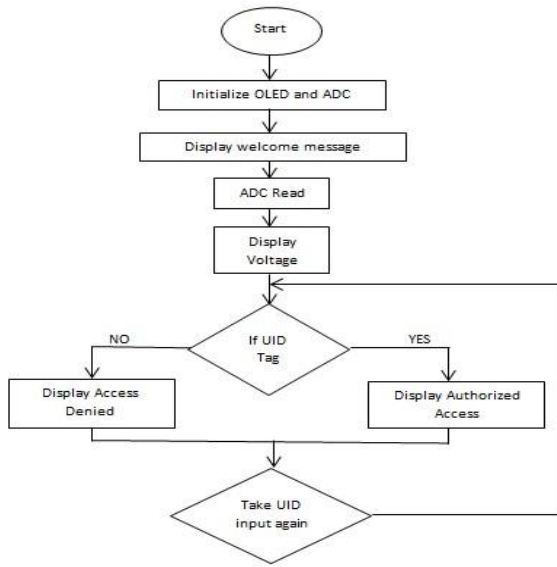 Start
Initialize OLED and ADC
Display welcome message
ADC Read
Display
Voltage
If UID
Tag
NO
YES
Display Access
Denied
Display Authorized
Access
Take UID
input again